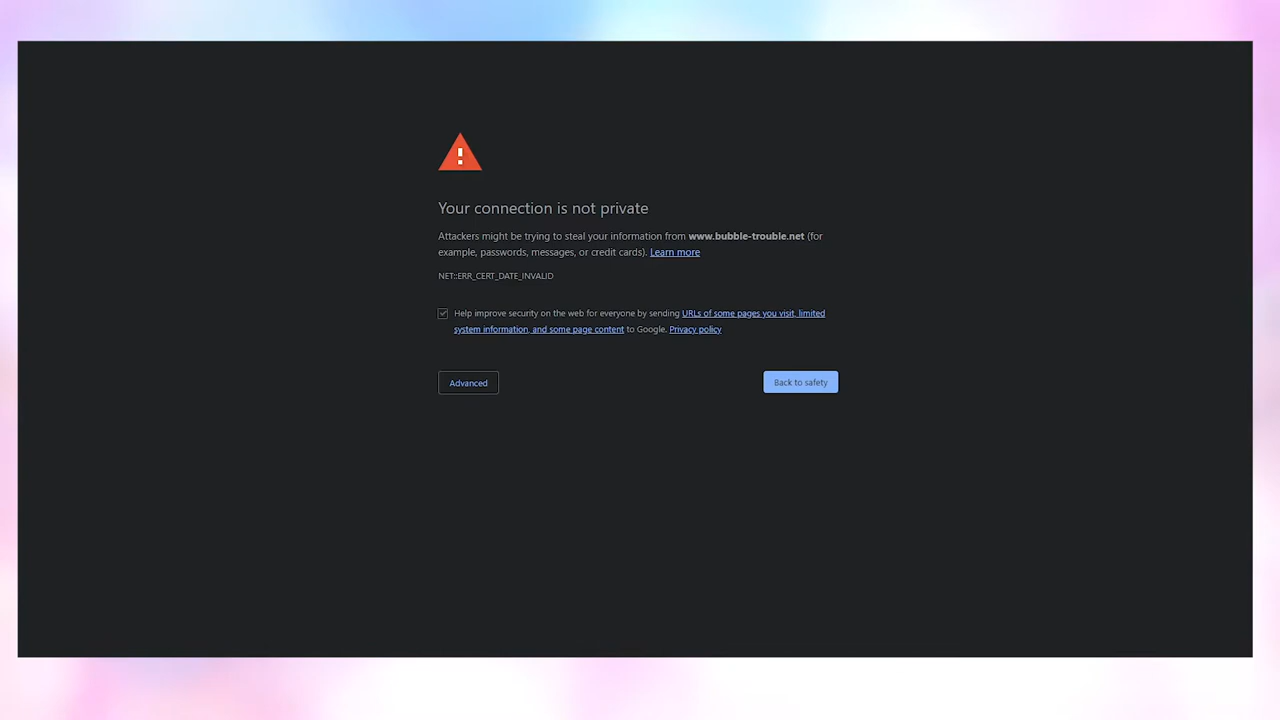 Your connection is not private
Attackers might be trying to steal your information from www.bubble-trouble.net (for
example, passwords, messages, or credit cards). Learn more
NET::ERR_CERT_DATE_INVALID
Help improve security on the web for everyone by sending URLs of some pages you visit, limited
system information, and some page content to Google. Privacy policy
Advanced
Back to safety